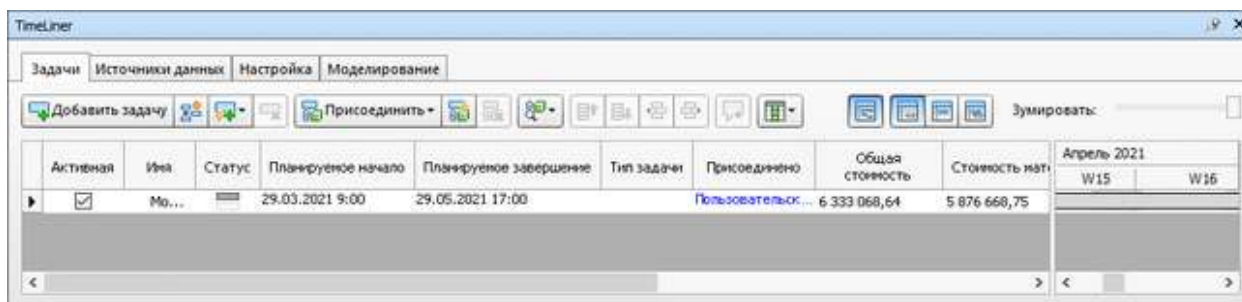 TimeLiner
Задачи Источники данных Настройка Моделирование
Добавить задачу Присоединить Зумировать:
Активная Имя Статус Планируемое начало Планируемое завершение Тип задачи Присоединено Общая стоимость Стоимость мат Апрель 2021
W15 W16
Мо... 29.03.2021 9:00 29.05.2021 17:00 Пользовательск... 6 333 068,64 5 876 668,75